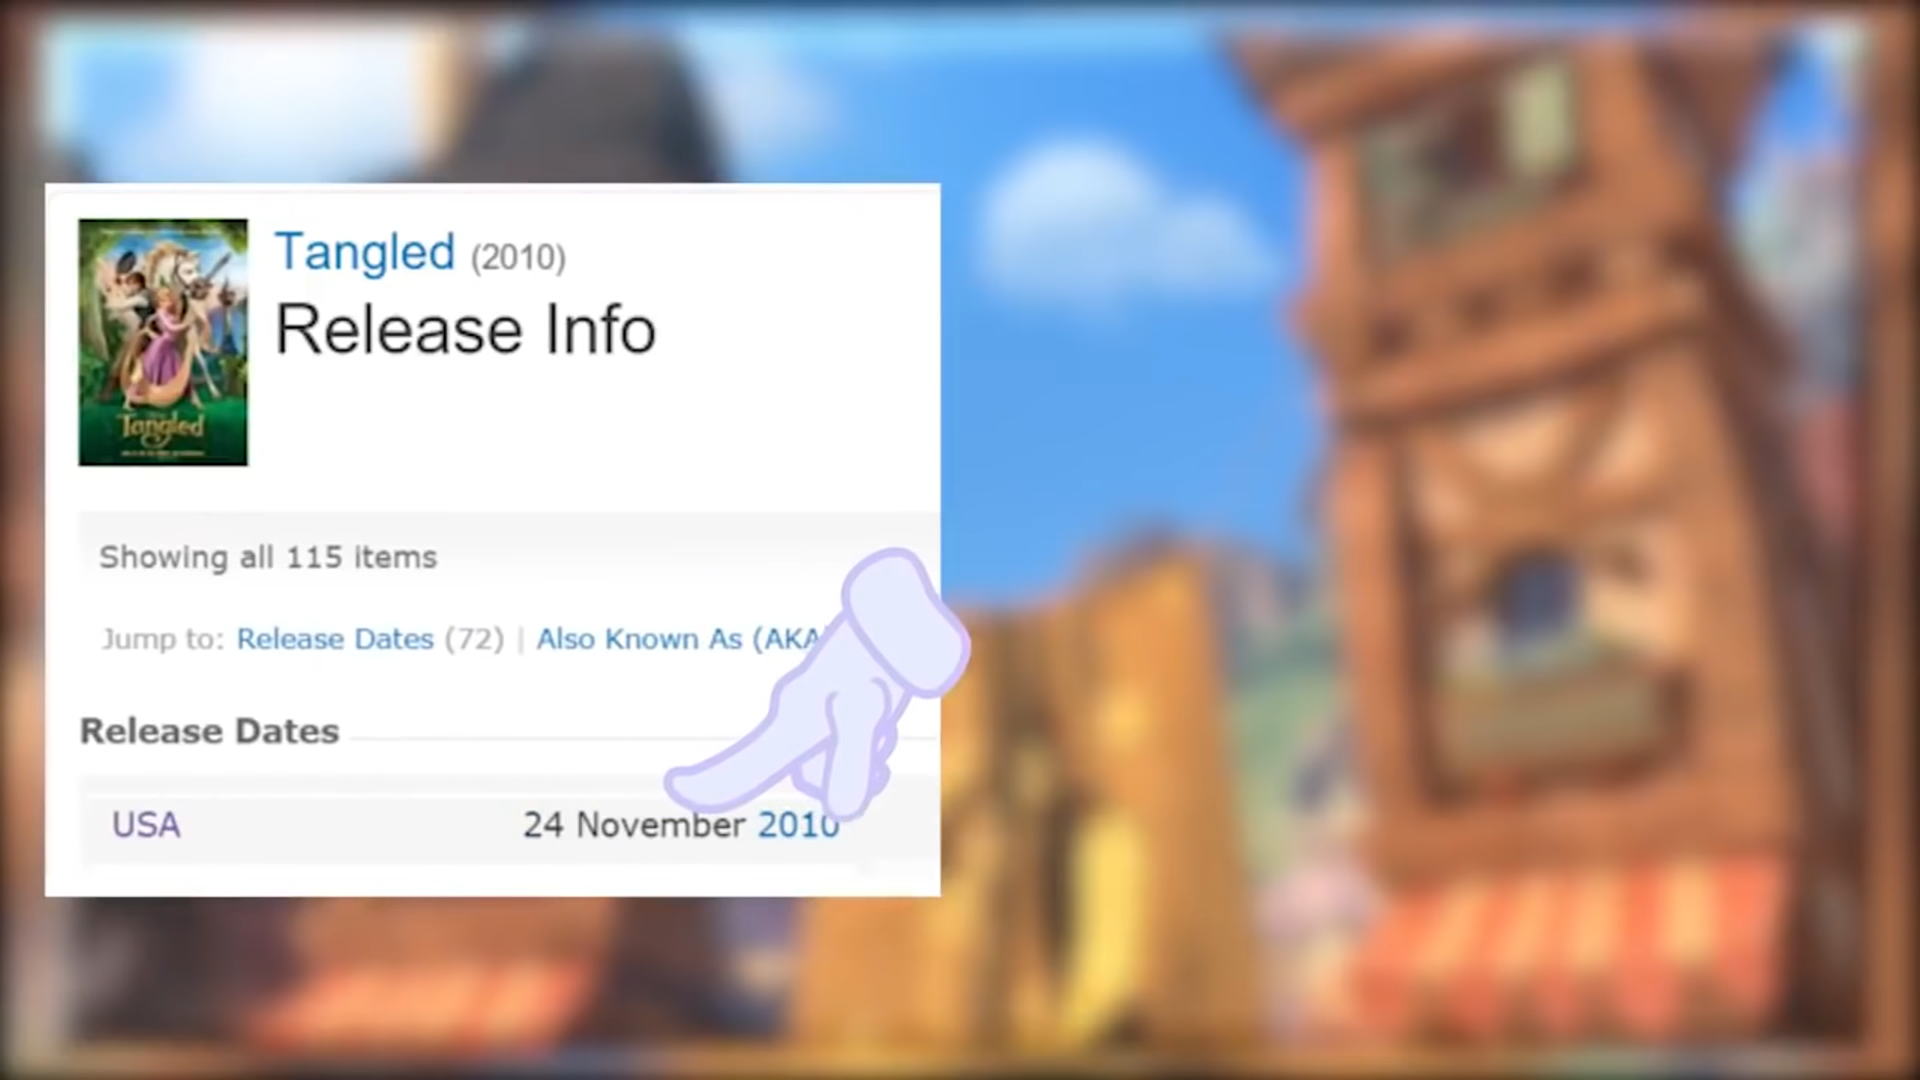 Tangled (2010)
Release Info
Tangled
Showing all 115 items
Jump to: Release Dates (72) | Also Known As (AKA
Release Dates
USA 24 November 2010